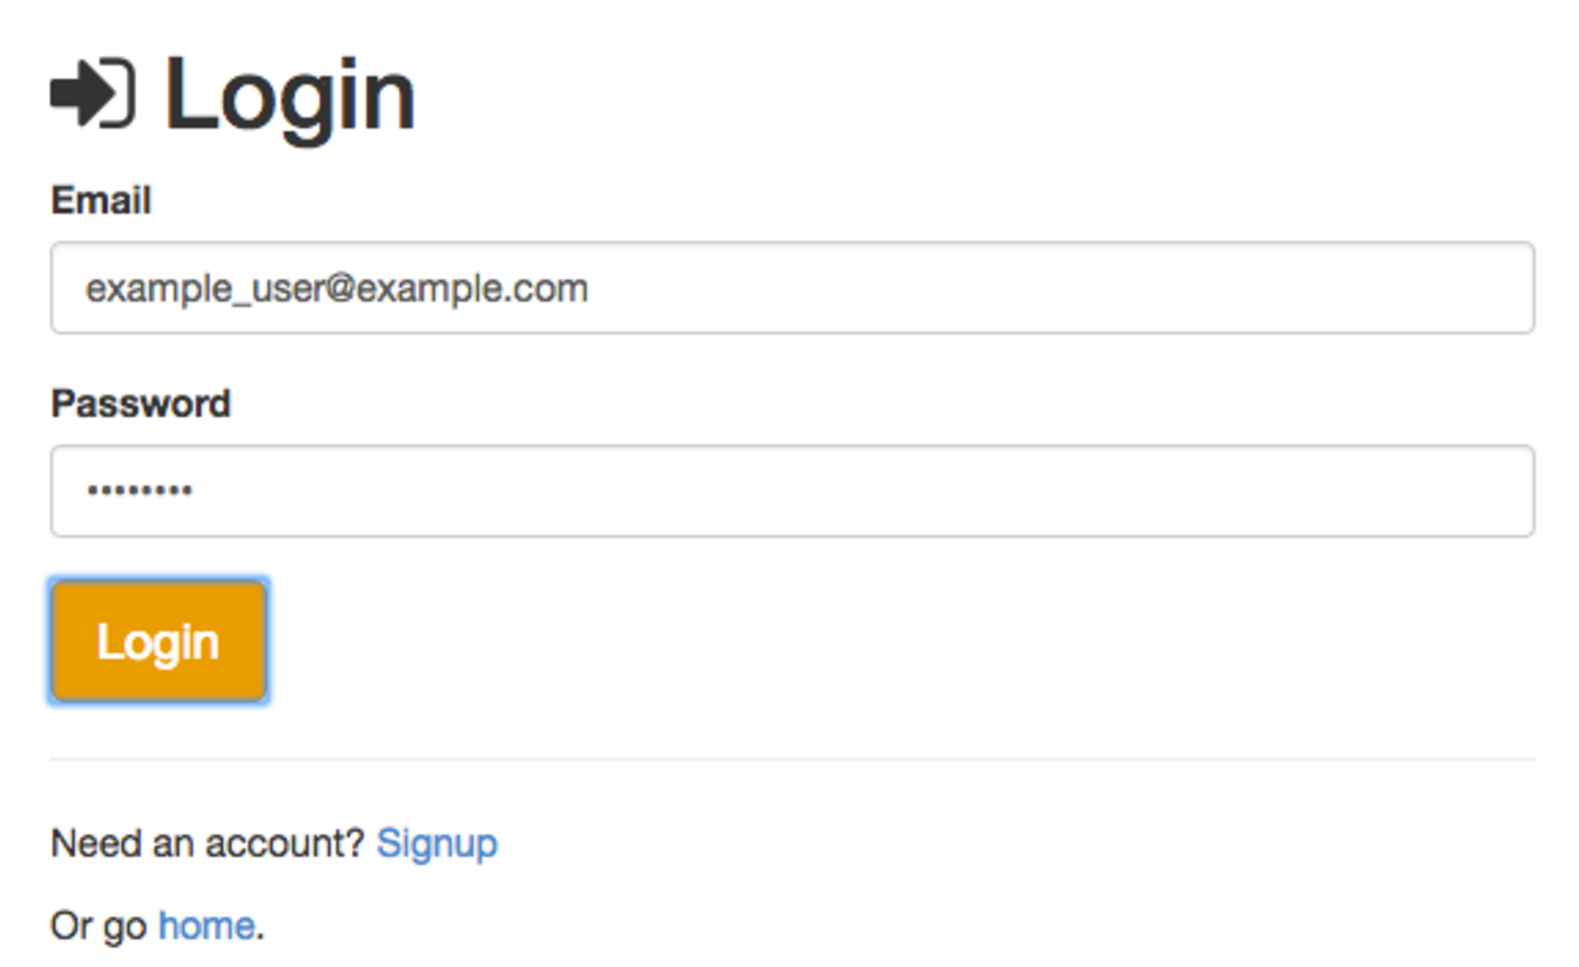 Login
Email
example_user@example.com
Password
••••••••
Login
Need an account? Signup
Or go home.